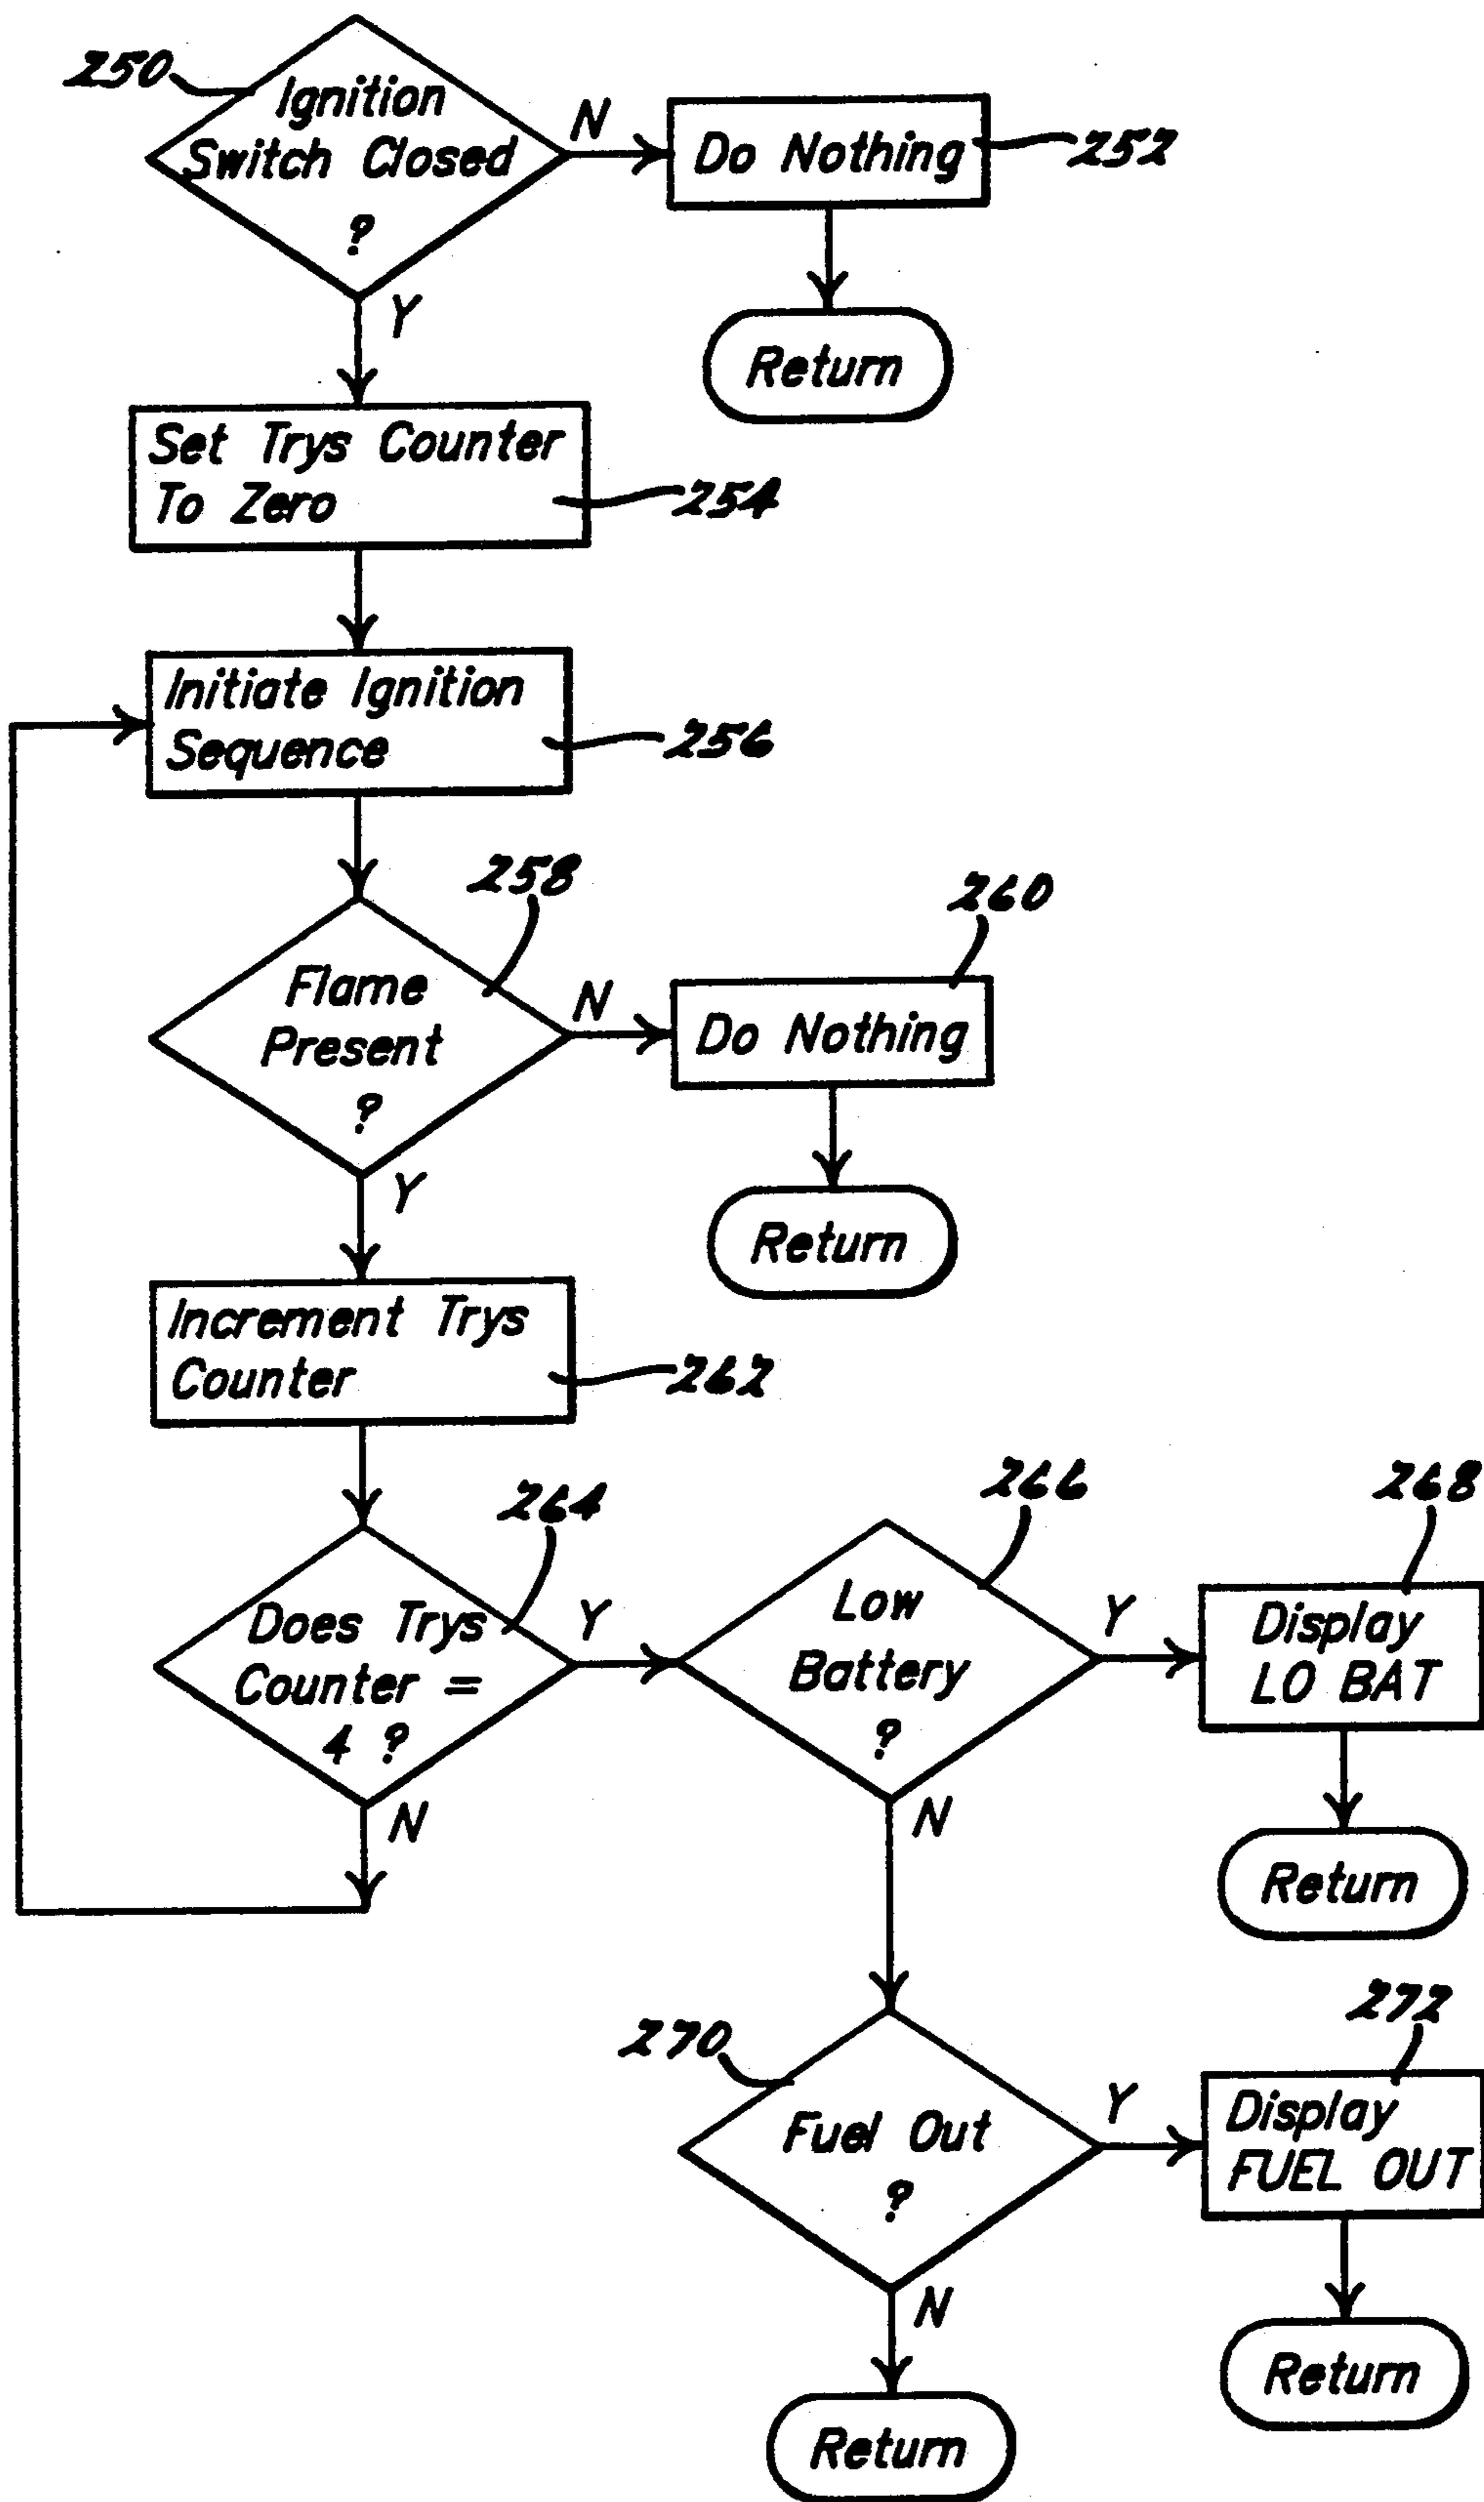 250
Ignition
Switch Closed
?
N
Do Nothing
252
Return
Y
Set Trys Counter
To Zero
254
Initiate Ignition
Sequence
256
258
Flame
Present
?
N
260
Do Nothing
Return
Y
Increment Trys
Counter
262
264
Does Trys
Counter =
4 ?
Y
N
266
Low
Battery
?
Y
268
Display
LO BAT
Return
N
270
Fuel Out
?
Y
272
Display
FUEL OUT
Return
N
Return